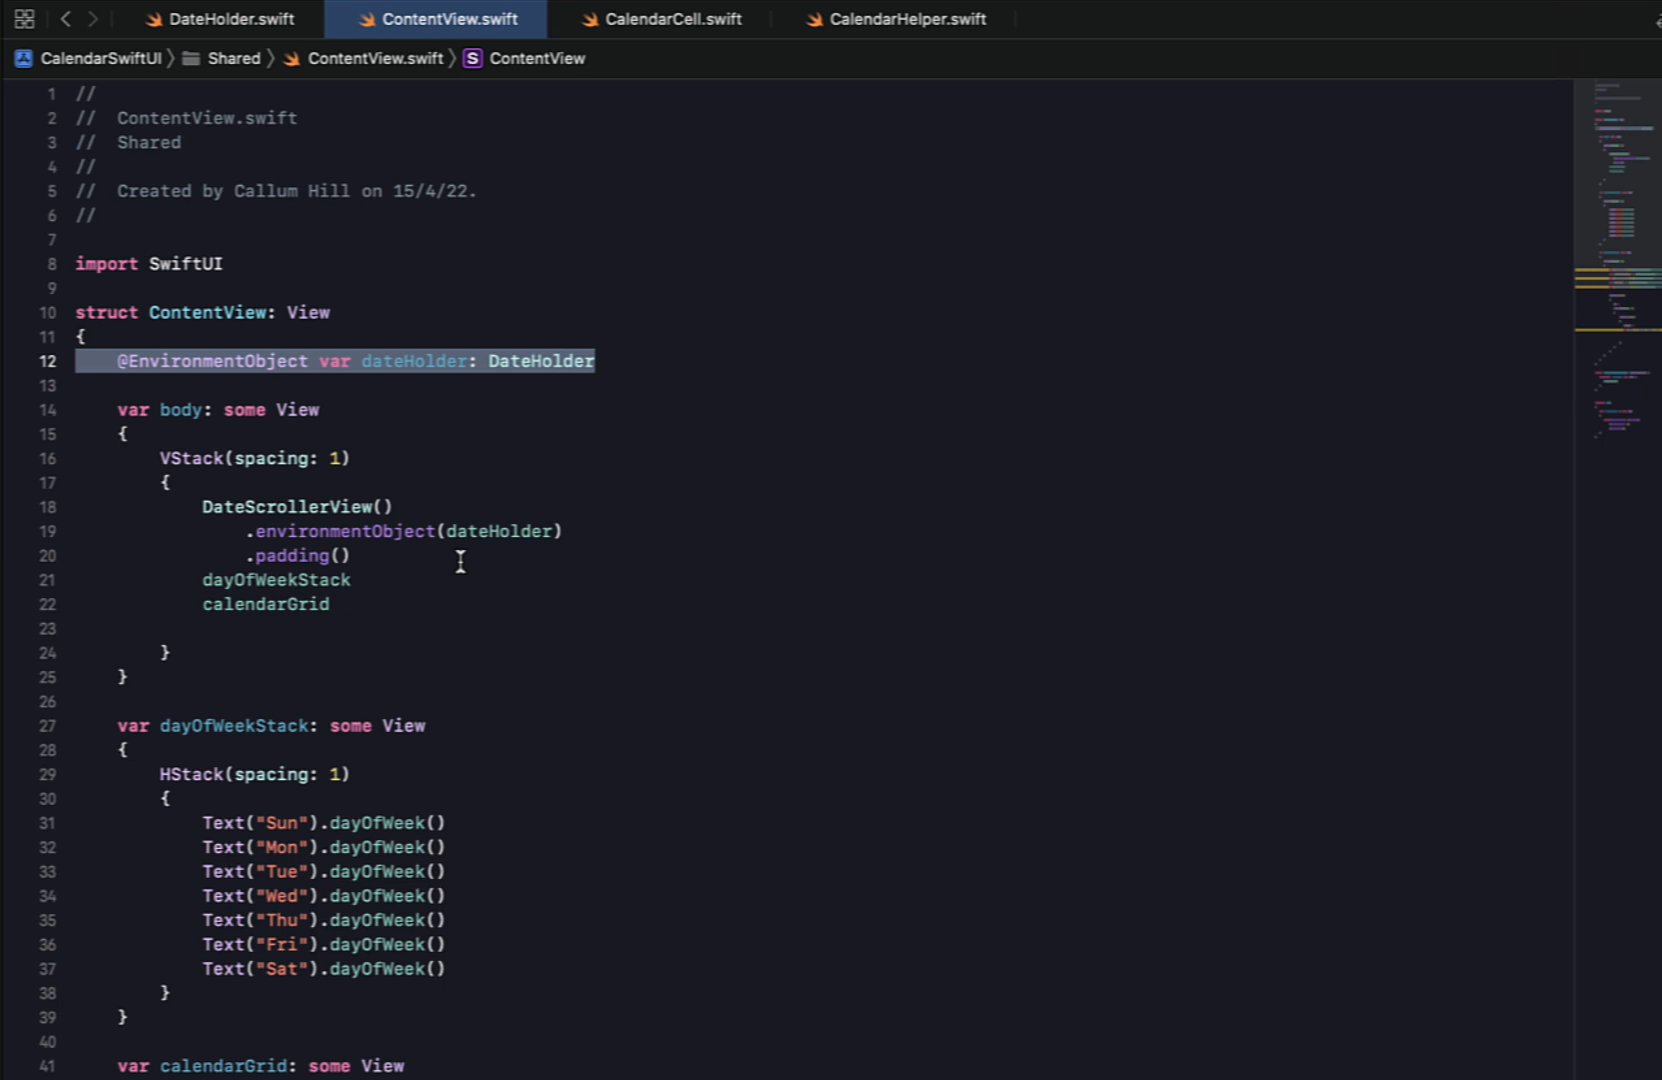 DateHolder.swift ContentView.swift CalendarCell.swift CalendarHelper.swift
CalendarSwiftUI Shared ContentView.swift S ContentView
1 //
2 //  ContentView.swift
3 //  Shared
4 //
5 //  Created by Callum Hill on 15/4/22.
6 //
7
8 import SwiftUI
9
10 struct ContentView: View
11 {
12     @EnvironmentObject var dateHolder: DateHolder
13
14     var body: some View
15     {
16         VStack(spacing: 1)
17         {
18             DateScrollerView()
19                 .environmentObject(dateHolder)
20                 .padding()
21             dayOfWeekStack
22             calendarGrid
23
24         }
25     }
26
27     var dayOfWeekStack: some View
28     {
29         HStack(spacing: 1)
30         {
31             Text("Sun").dayOfWeek()
32             Text("Mon").dayOfWeek()
33             Text("Tue").dayOfWeek()
34             Text("Wed").dayOfWeek()
35             Text("Thu").dayOfWeek()
36             Text("Fri").dayOfWeek()
37             Text("Sat").dayOfWeek()
38         }
39     }
40
41     var calendarGrid: some View